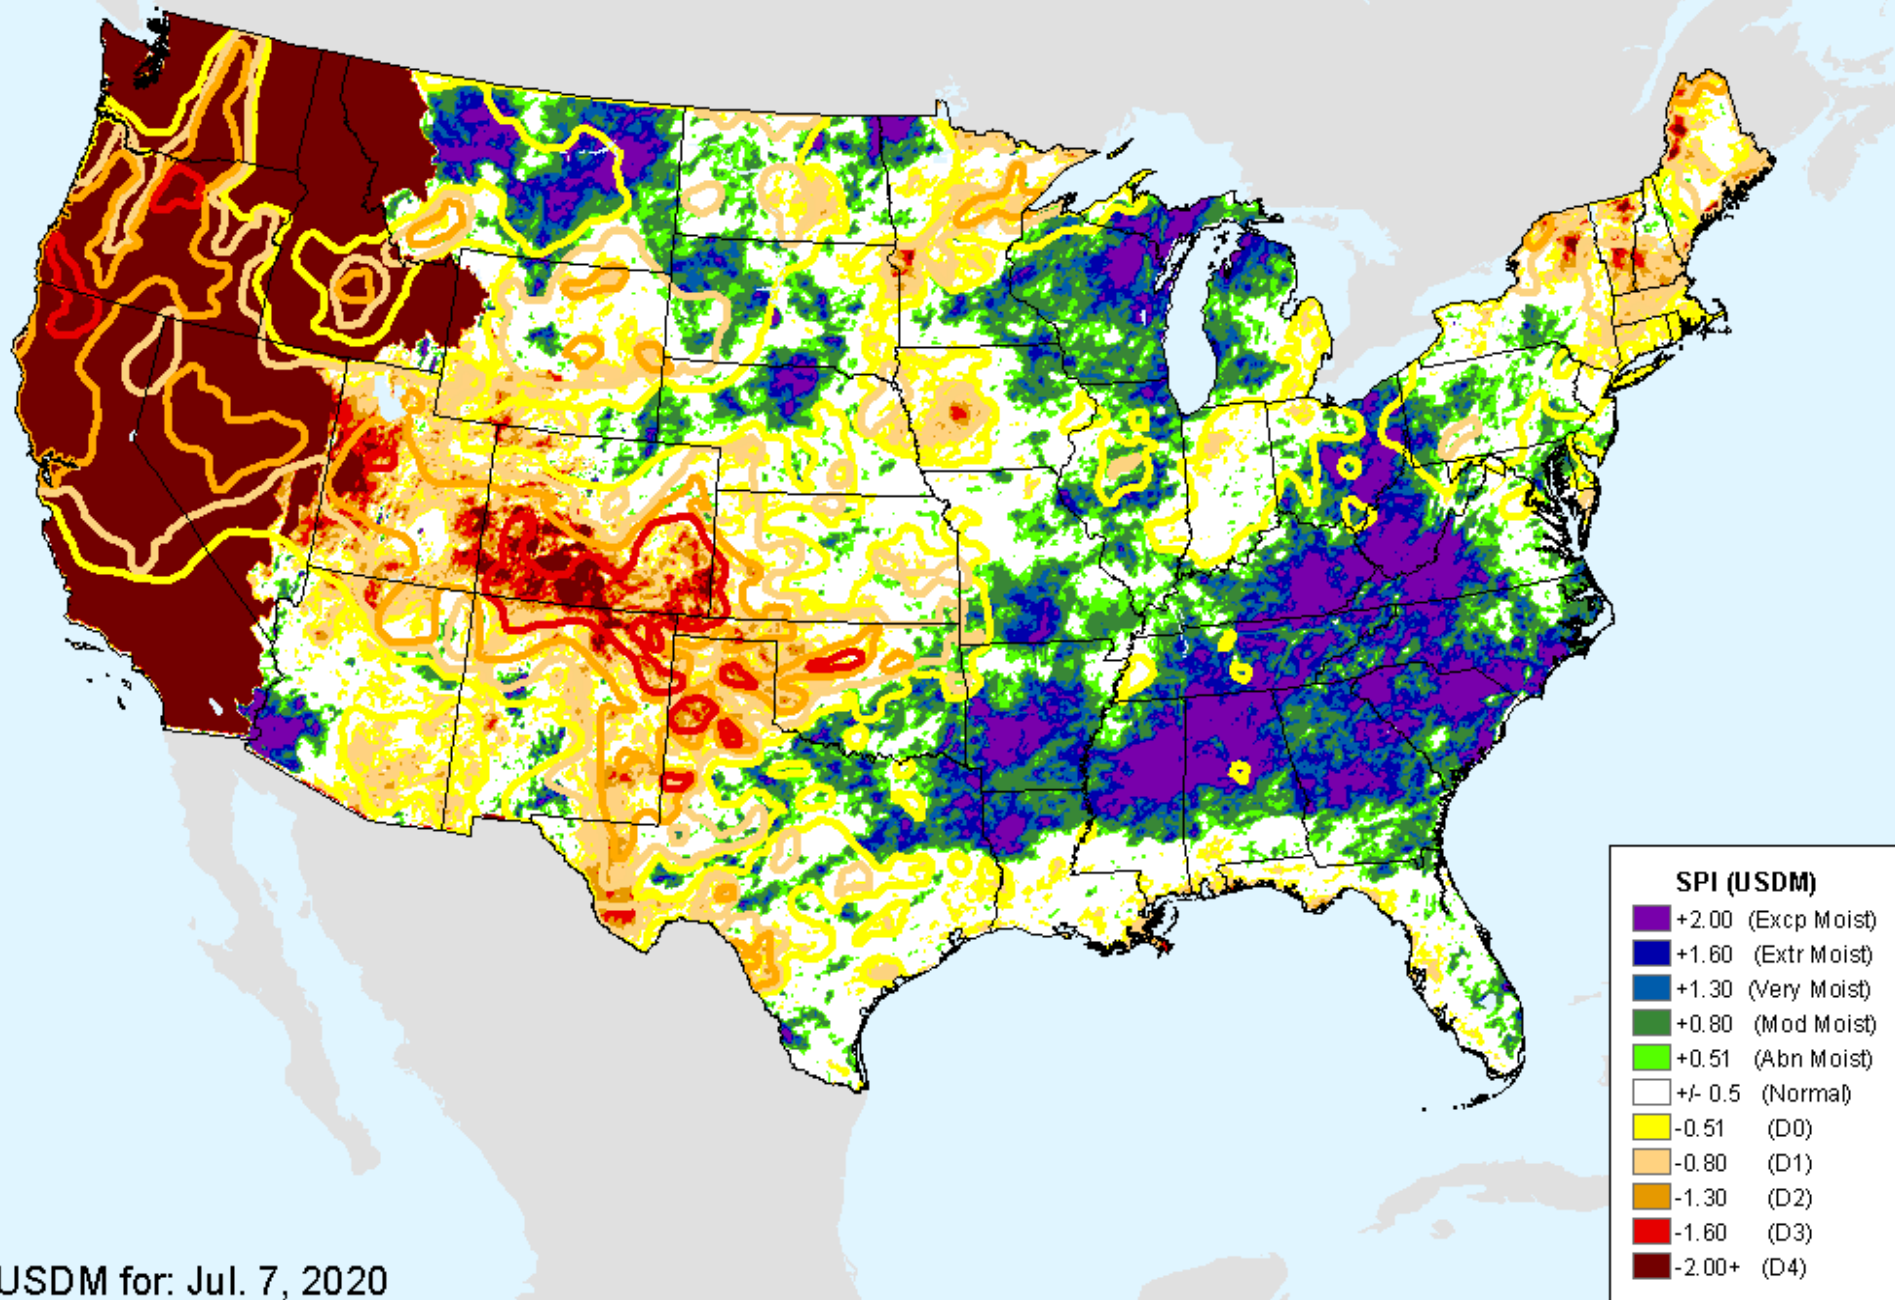 SPI (USDM)
+2.00 (Excp Moist)
+1.60 (Extr Moist)
+1.30 (Very Moist)
+0.80 (Mod Moist)
+0.51 (Abn Moist)
+/- 0.5 (Normal)
-0.51 (D0)
-0.80 (D1)
-1.30 (D2)
-1.60 (D3)
-2.00+ (D4)
USDM for: Jul. 7, 2020